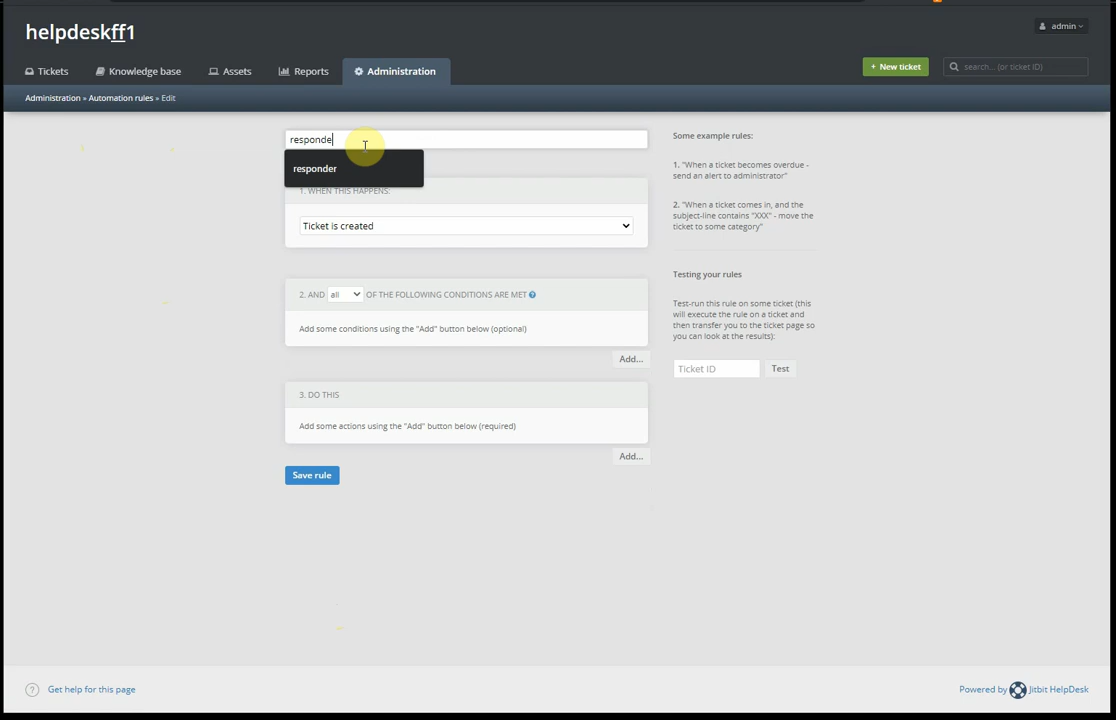 helpdeskff1
admin
Tickets
Knowledge base
Assets
Reports
Administration
+ New ticket
search... (or ticket ID)
Administration » Automation rules » Edit
responde
responder
1. WHEN THIS HAPPENS:
Ticket is created
2. AND all OF THE FOLLOWING CONDITIONS ARE MET ?
Add some conditions using the "Add" button below (optional)
Add...
3. DO THIS
Add some actions using the "Add" button below (required)
Add...
Save rule
Some example rules:
1. "When a ticket becomes overdue -
send an alert to administrator"
2. "When a ticket comes in, and the
subject-line contains "XXX" - move the
ticket to some category"
Testing your rules
Test-run this rule on some ticket (this
will execute the rule on a ticket and
then transfer you to the ticket page so
you can look at the results):
Ticket ID
Test
? Get help for this page
Powered by Jitbit HelpDesk